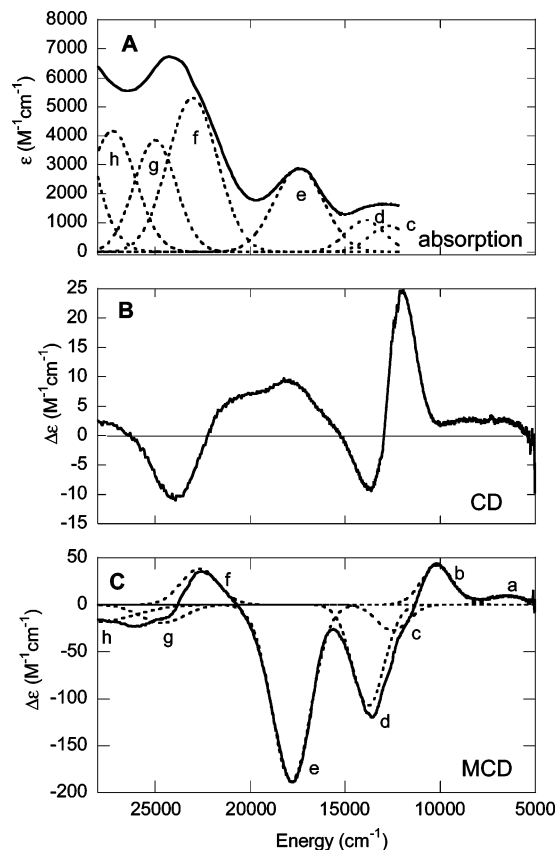 8000
A
7000
6000
5000
4000
3000
2000
1000
0
ε (M⁻¹cm⁻¹)
h
g
f
e
d
c
absorption
25
B
20
15
10
5
0
-5
-10
-15
Δε (M⁻¹cm⁻¹)
CD
50
C
0
-50
-100
-150
-200
Δε (M⁻¹cm⁻¹)
h
g
f
e
d
c
b
a
MCD
25000 20000 15000 10000 5000
Energy (cm⁻¹)